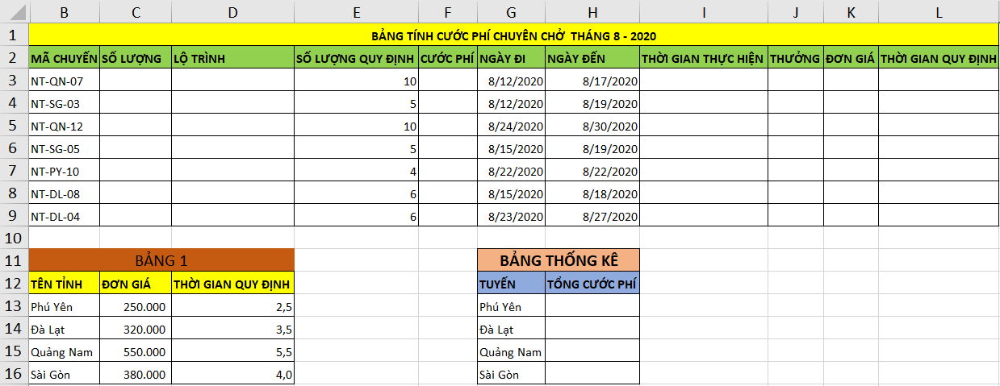 B C D E F G H I J K L
1 BẢNG TÍNH CƯỚC PHÍ CHUYÊN CHỞ THÁNG 8 - 2020
2 MÃ CHUYẾN SỐ LƯỢNG LỘ TRÌNH SỐ LƯỢNG QUY ĐỊNH CƯỚC PHÍ NGÀY ĐI NGÀY ĐẾN THỜI GIAN THỰC HIỆN THƯỞNG ĐƠN GIÁ THỜI GIAN QUY ĐỊNH
3 NT-QN-07 10 8/12/2020 8/17/2020
4 NT-SG-03 5 8/12/2020 8/19/2020
5 NT-QN-12 10 8/24/2020 8/30/2020
6 NT-SG-05 5 8/15/2020 8/19/2020
7 NT-PY-10 4 8/22/2020 8/22/2020
8 NT-DL-08 6 8/15/2020 8/18/2020
9 NT-DL-04 6 8/23/2020 8/27/2020
10
11 BẢNG 1 BẢNG THỐNG KÊ
12 TÊN TỈNH ĐƠN GIÁ THỜI GIAN QUY ĐỊNH TUYẾN TỔNG CƯỚC PHÍ
13 Phú Yên 250.000 2,5 Phú Yên
14 Đà Lạt 320.000 3,5 Đà Lạt
15 Quảng Nam 550.000 5,5 Quảng Nam
16 Sài Gòn 380.000 4,0 Sài Gòn